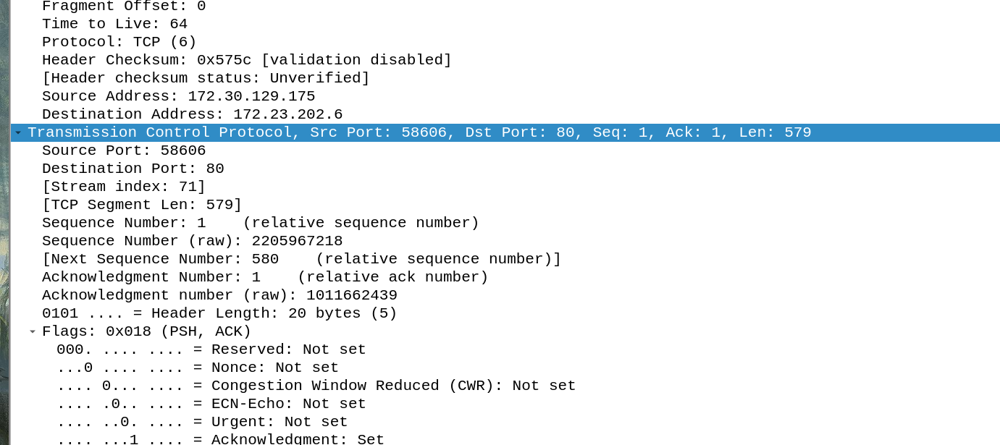 Fragment Offset: 0
Time to Live: 64
Protocol: TCP (6)
Header Checksum: 0x575c [validation disabled]
[Header checksum status: Unverified]
Source Address: 172.30.129.175
Destination Address: 172.23.202.6
Transmission Control Protocol, Src Port: 58606, Dst Port: 80, Seq: 1, Ack: 1, Len: 579
Source Port: 58606
Destination Port: 80
[Stream index: 71]
[TCP Segment Len: 579]
Sequence Number: 1    (relative sequence number)
Sequence Number (raw): 2205967218
[Next Sequence Number: 580    (relative sequence number)]
Acknowledgment Number: 1    (relative ack number)
Acknowledgment number (raw): 1011662439
0101 .... = Header Length: 20 bytes (5)
Flags: 0x018 (PSH, ACK)
000. .... .... = Reserved: Not set
...0 .... .... = Nonce: Not set
.... 0... .... = Congestion Window Reduced (CWR): Not set
.... .0.. .... = ECN-Echo: Not set
.... ..0. .... = Urgent: Not set
.... ...1 .... = Acknowledgment: Set